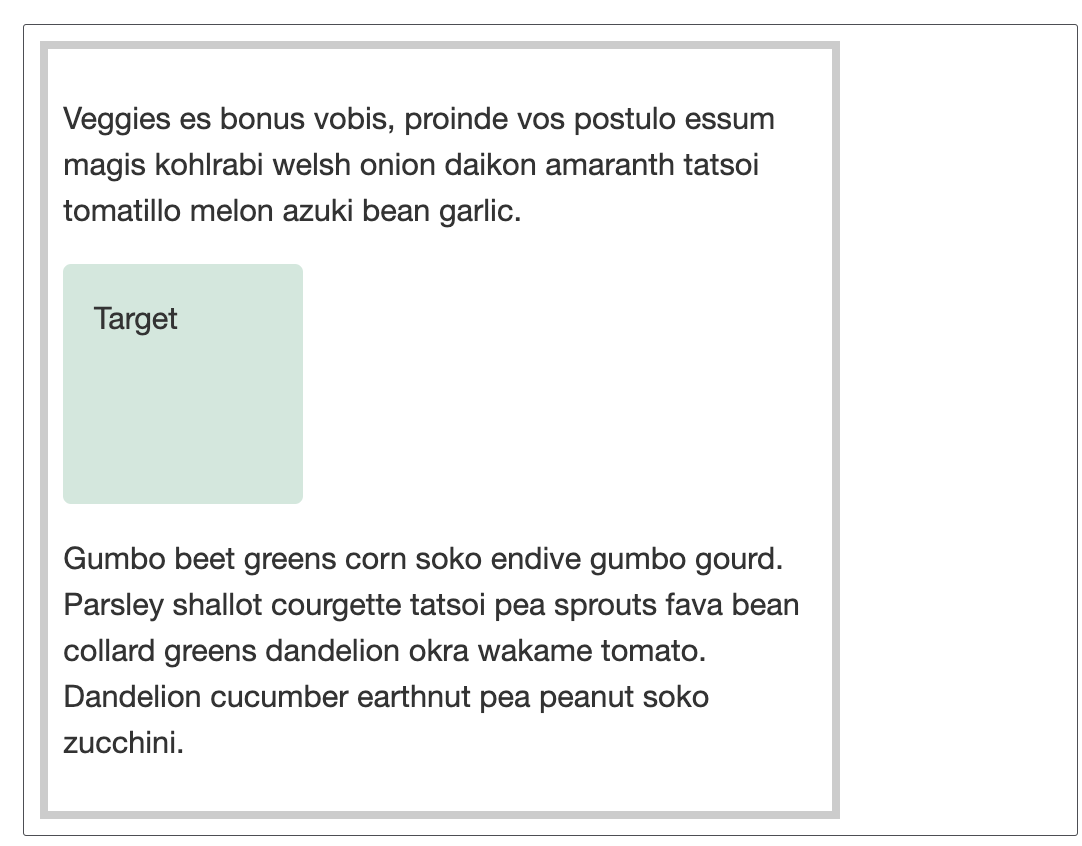 Veggies es bonus vobis, proinde vos postulo essum
magis kohlrabi welsh onion daikon amaranth tatsoi
tomatillo melon azuki bean garlic.
Target
Gumbo beet greens corn soko endive gumbo gourd.
Parsley shallot courgette tatsoi pea sprouts fava bean
collard greens dandelion okra wakame tomato.
Dandelion cucumber earthnut pea peanut soko
zucchini.